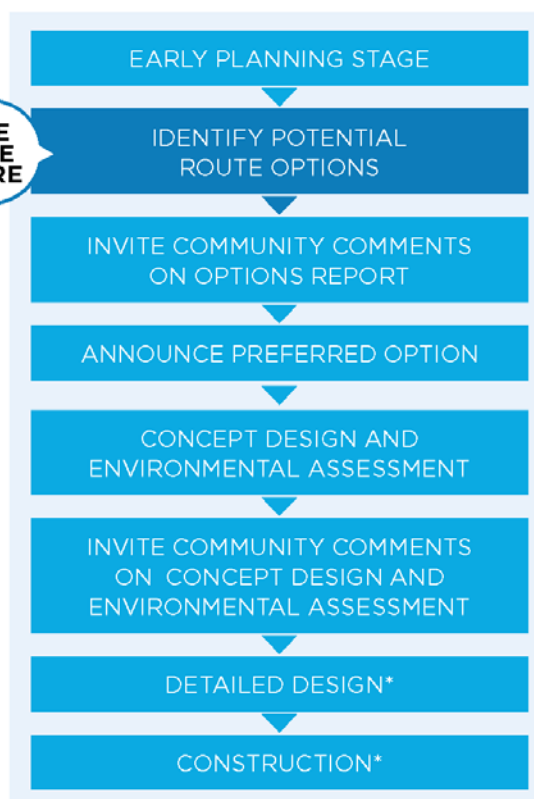 EARLY PLANNING STAGE
IDENTIFY POTENTIAL
ROUTE OPTIONS
INVITE COMMUNITY COMMENTS
ON OPTIONS REPORT
ANNOUNCE PREFERRED OPTION
CONCEPT DESIGN AND
ENVIRONMENTAL ASSESSMENT
INVITE COMMUNITY COMMENTS
ON CONCEPT DESIGN AND
ENVIRONMENTAL ASSESSMENT
DETAILED DESIGN*
CONSTRUCTION*